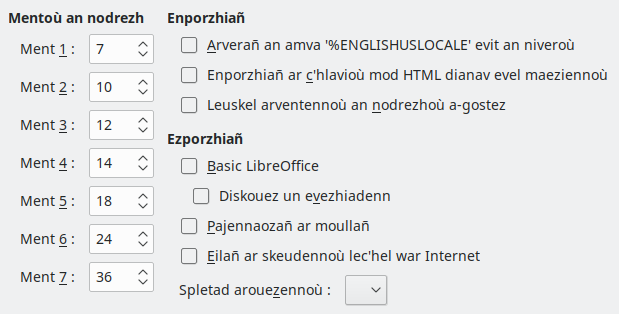 Mentoù an nodrezh
Ment 1 : 7
Ment 2 : 10
Ment 3 : 12
Ment 4 : 14
Ment 5 : 18
Ment 6 : 24
Ment 7 : 36
Enporzhiañ
Arverañ an amva '%ENGLISHUSLOCALE' evit an niveroù
Enporzhiañ ar c'hlavioù mod HTML dianav evel maeziennoù
Leuskel arventennoù an nodrezhoù a-gostez
Ezporzhiañ
Basic LibreOffice
Diskouez un evezhiadenn
Pajennaozañ ar moullañ
Eilañ ar skeudennoù lec'hel war Internet
Spletad arouezennoù :